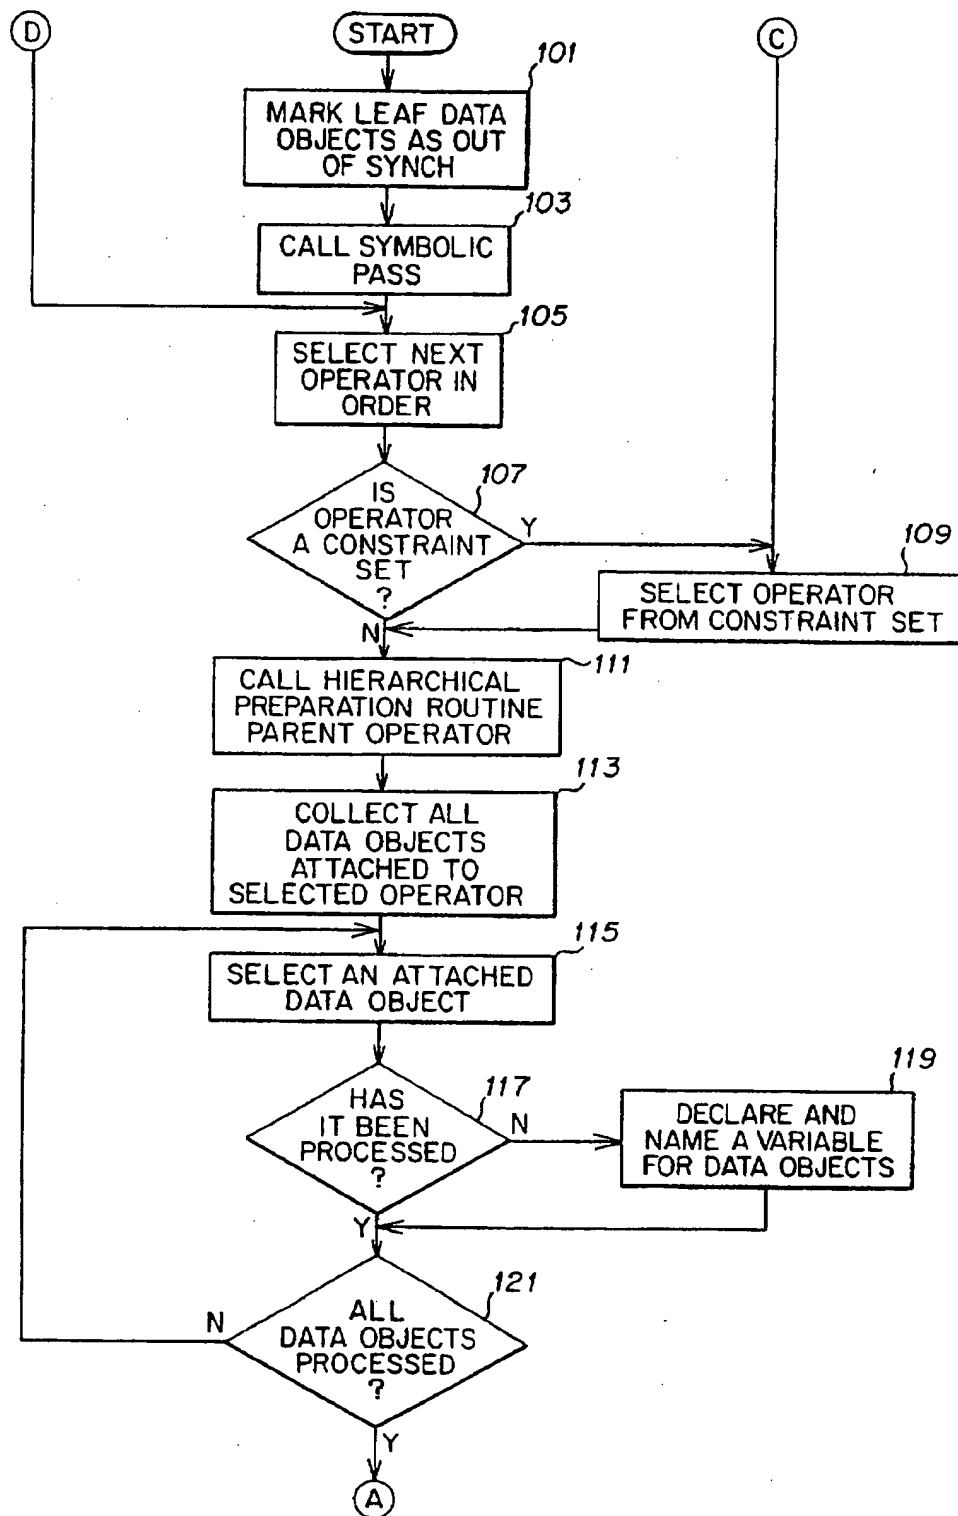 D
START
C
101
MARK LEAF DATA
OBJECTS AS OUT
OF SYNCH
103
CALL SYMBOLIC
PASS
105
SELECT NEXT
OPERATOR IN
ORDER
107
IS
OPERATOR
A CONSTRAINT
SET
?
Y
N
109
SELECT OPERATOR
FROM CONSTRAINT SET
111
CALL HIERARCHICAL
PREPARATION ROUTINE
PARENT OPERATOR
113
COLLECT ALL
DATA OBJECTS
ATTACHED TO
SELECTED OPERATOR
115
SELECT AN ATTACHED
DATA OBJECT
117
HAS
IT BEEN
PROCESSED
?
N
Y
119
DECLARE AND
NAME A VARIABLE
FOR DATA OBJECTS
121
ALL
DATA OBJECTS
PROCESSED
?
N
Y
A